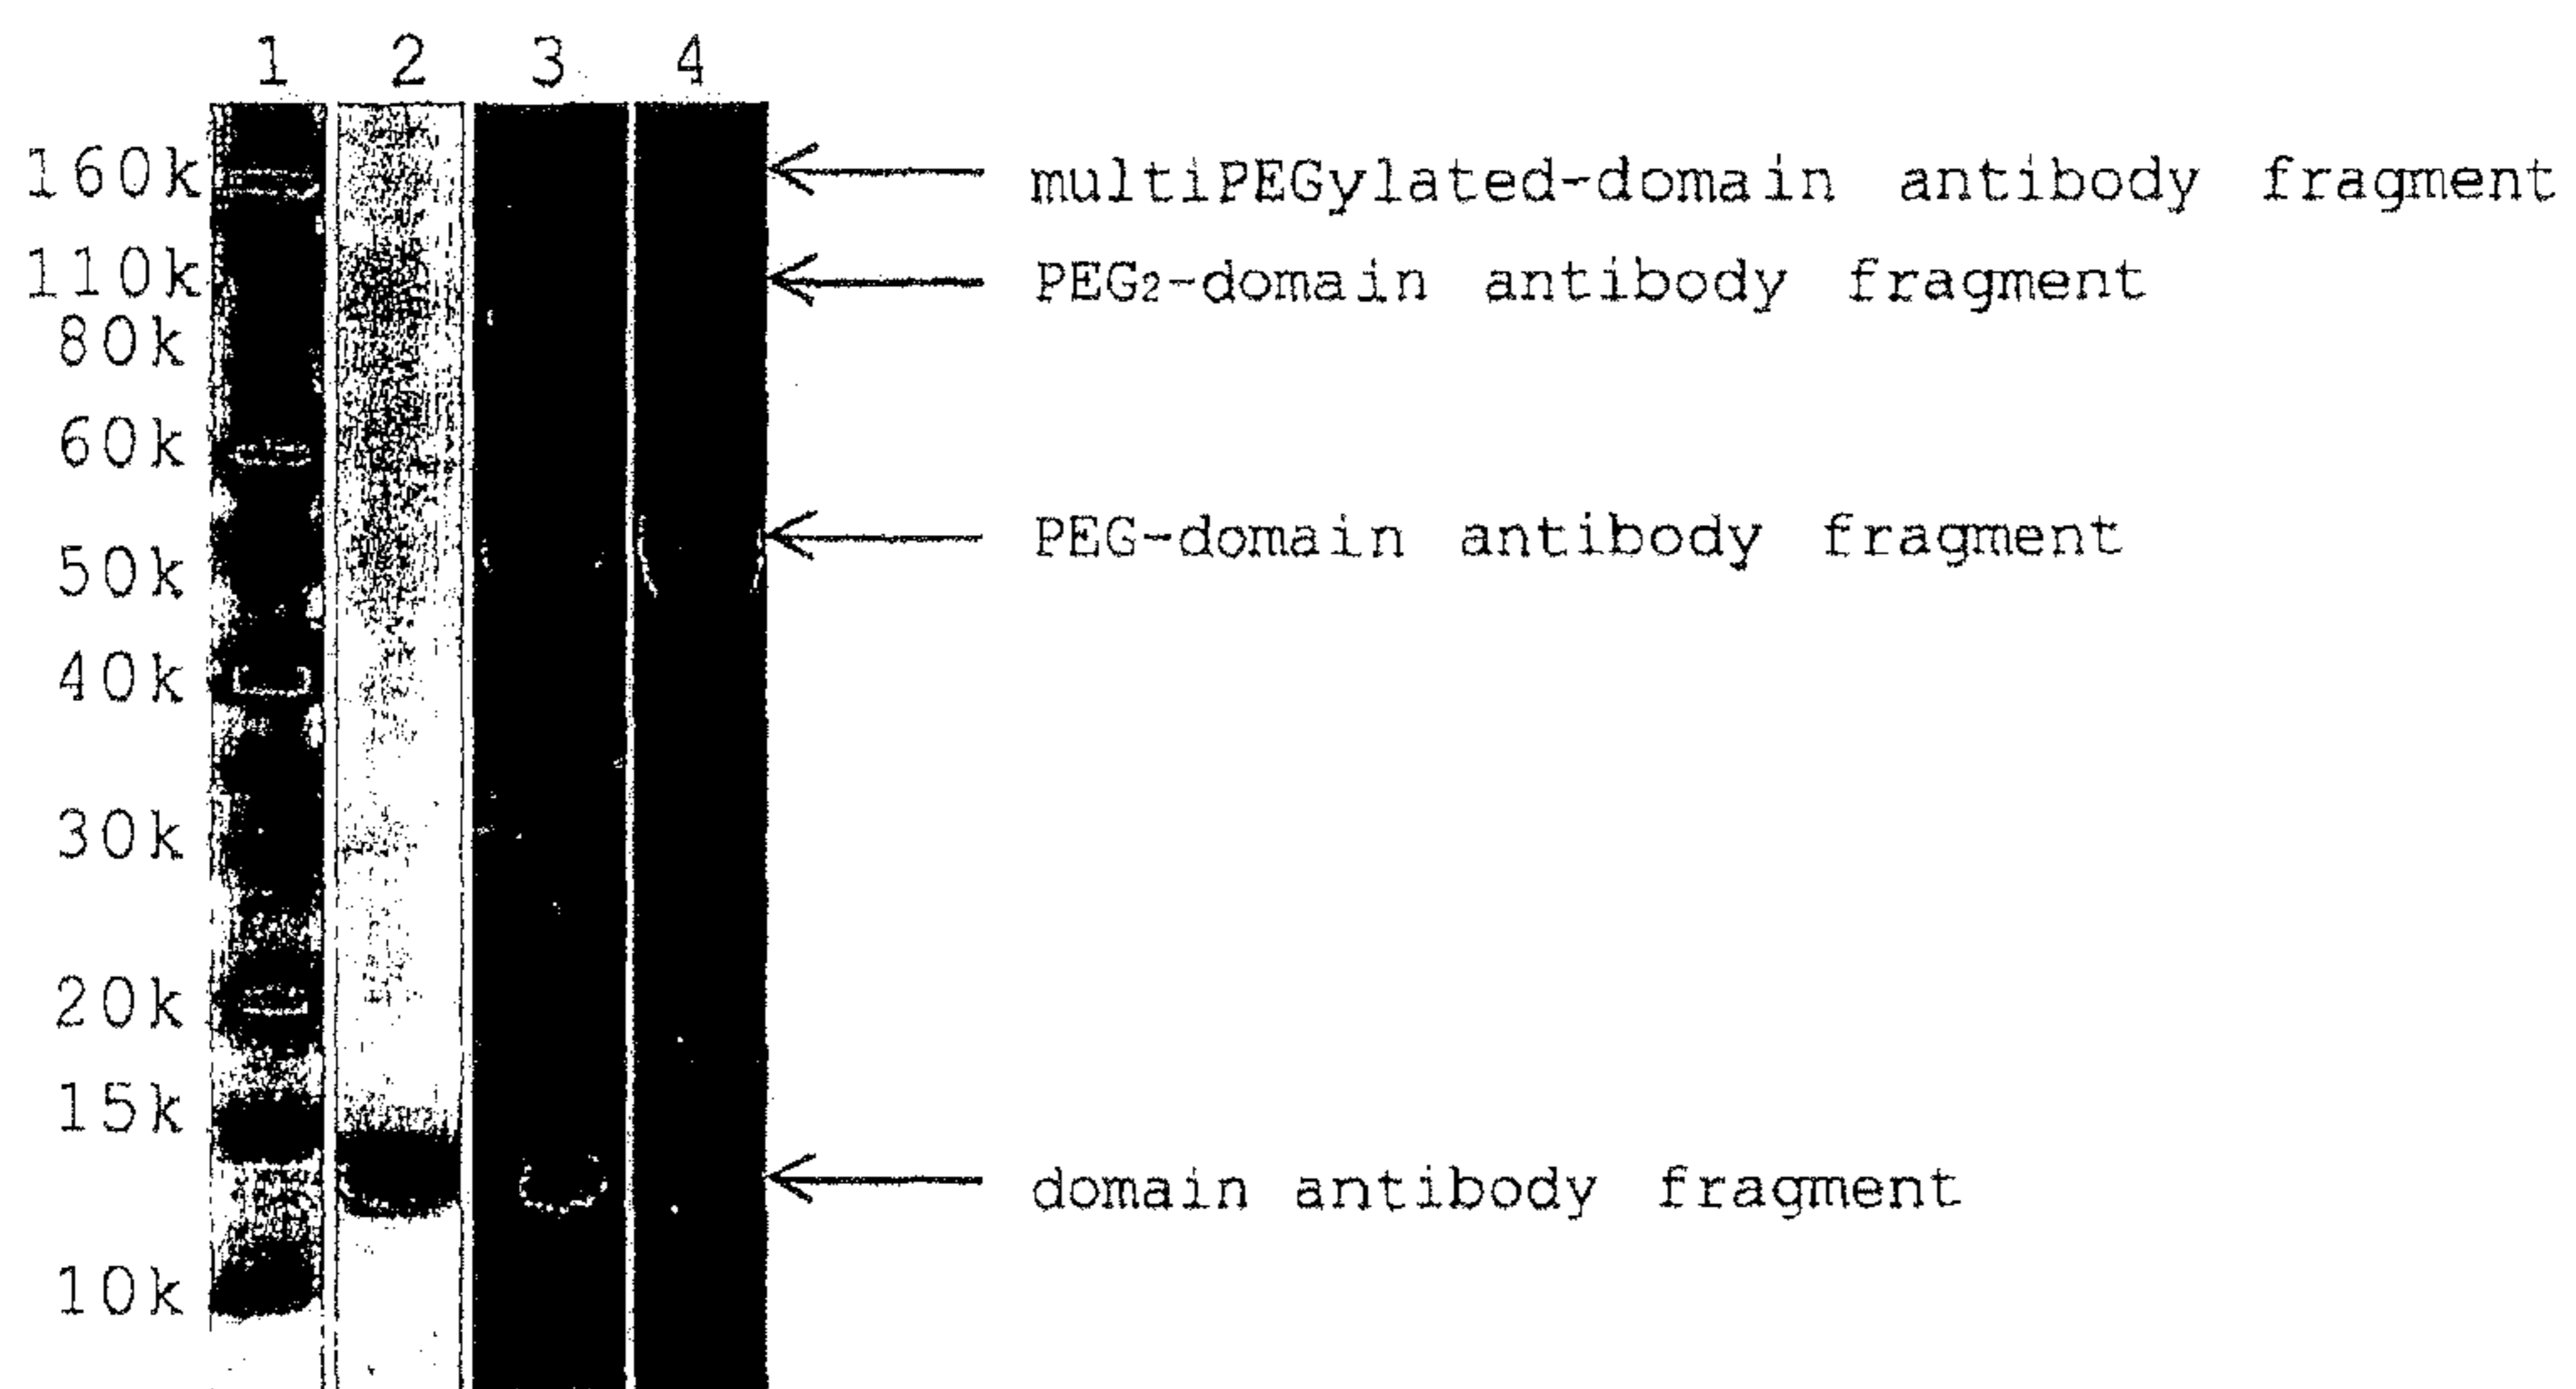 1 2 3 4
160k multiPEGylated-domain antibody fragment
110k PEG2-domain antibody fragment
80k
60k
50k PEG-domain antibody fragment
40k
30k
20k
15k
domain antibody fragment
10k